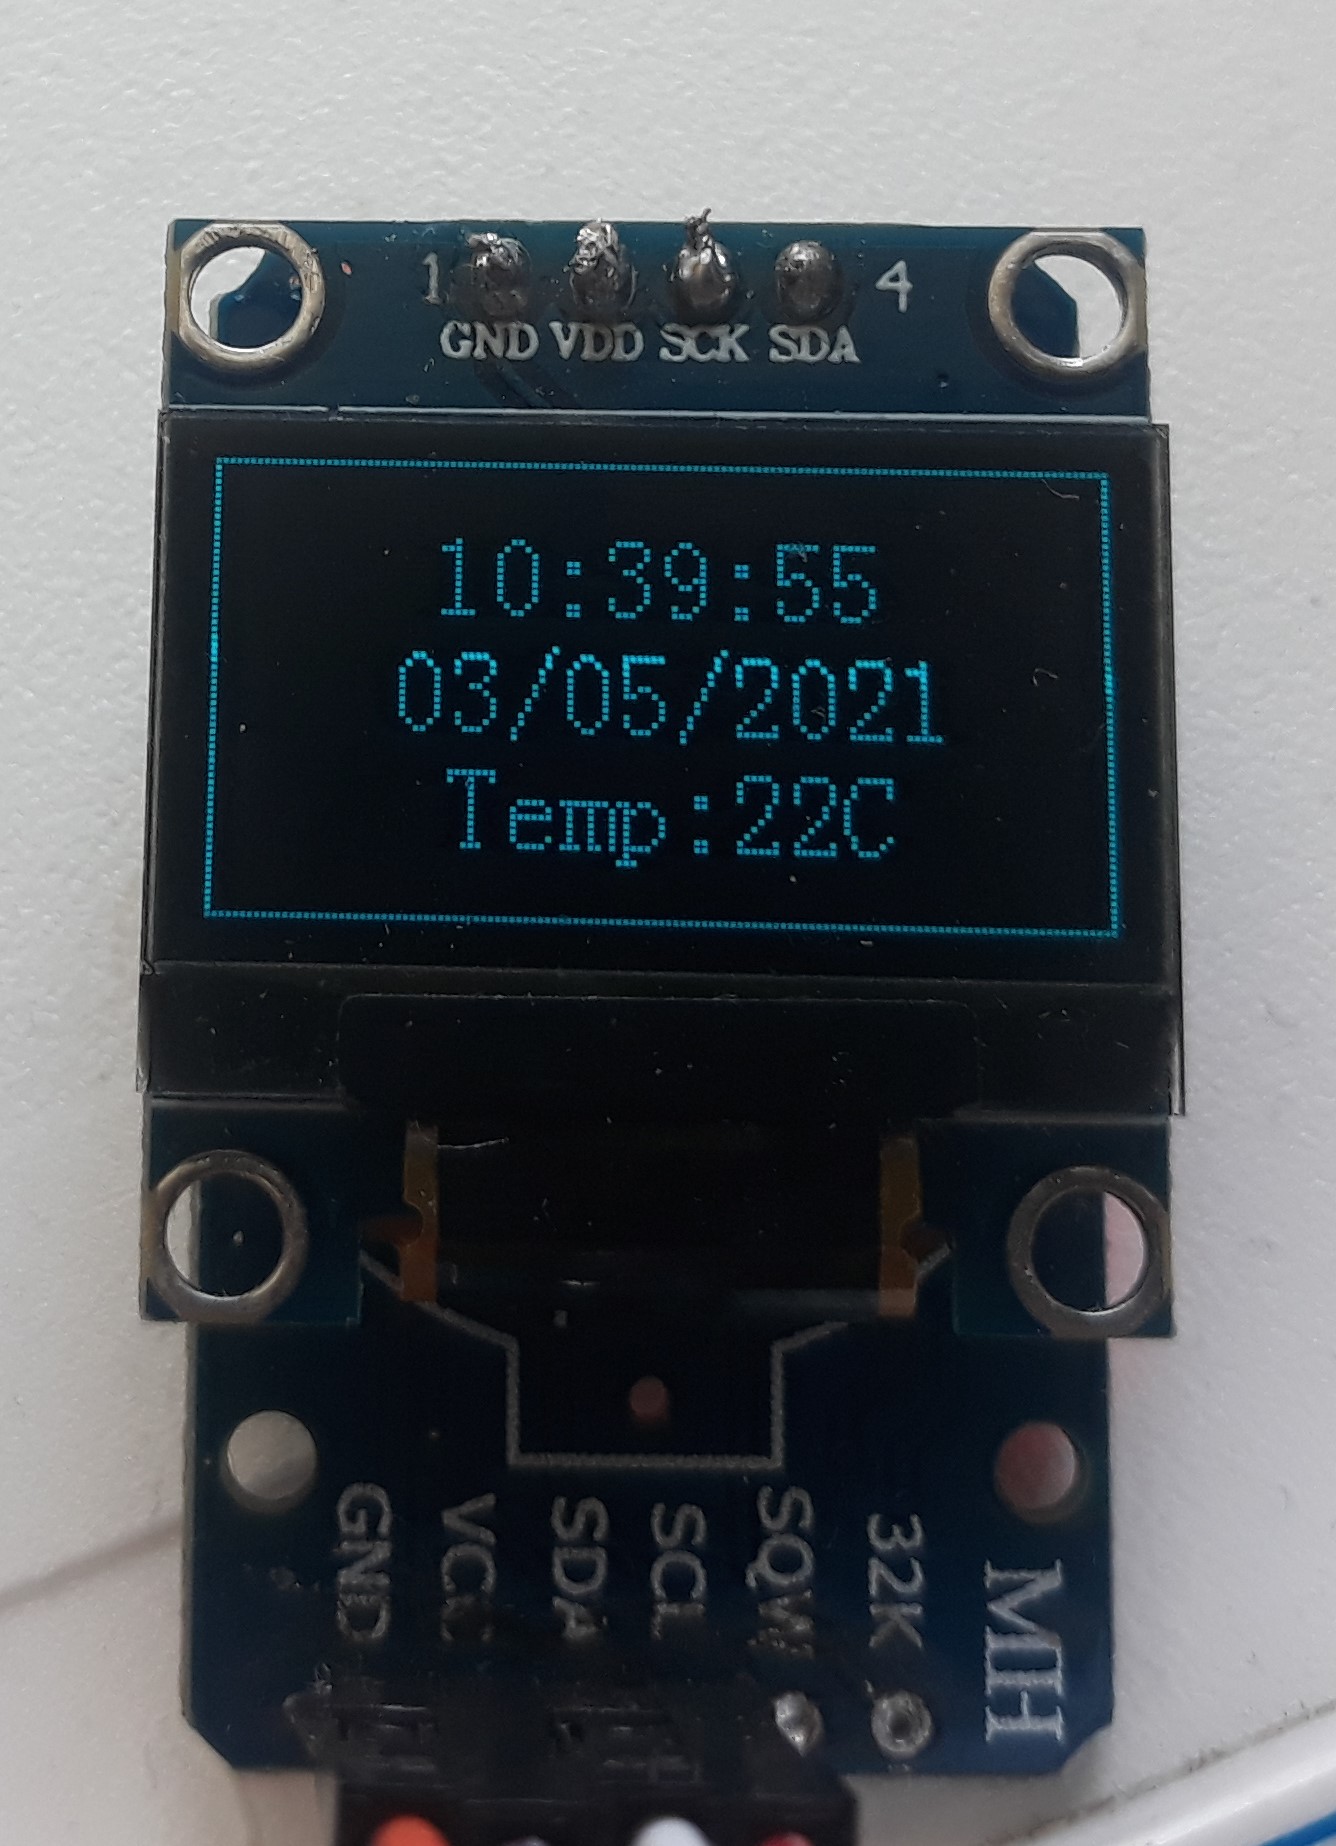 1 4
GND VDD SCK SDA
10:39:55
03/05/2021
Temp:22C
GND
VCC
SDA
SCL
SQW
32K
MH